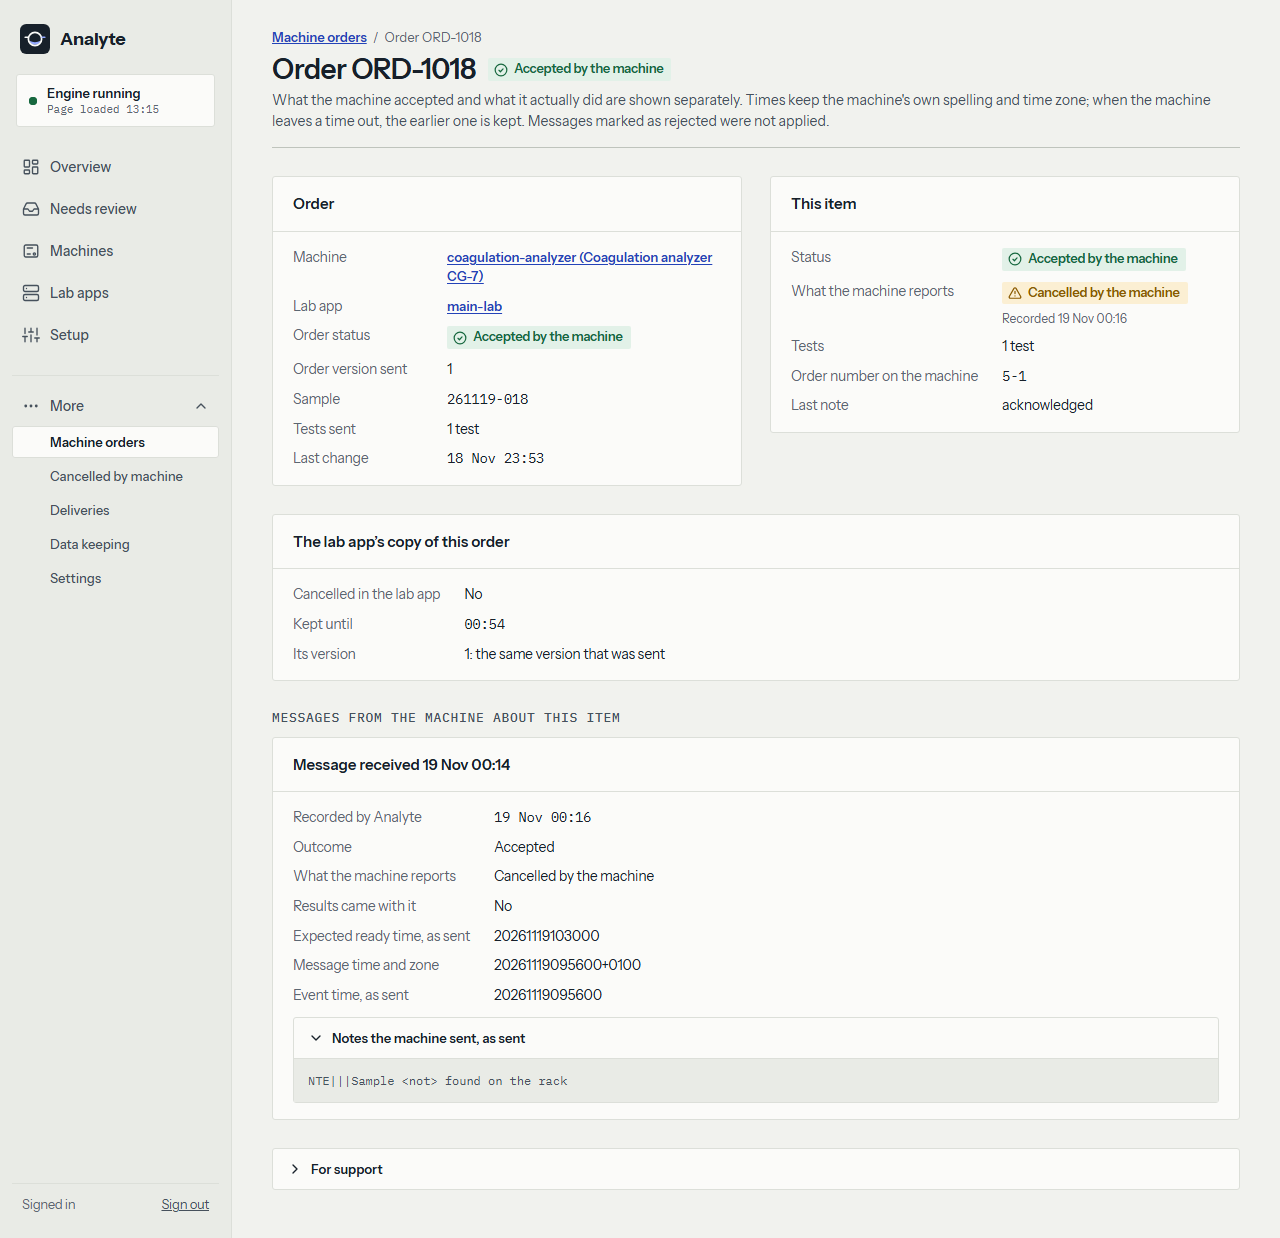 Analyte
Engine running
Page loaded 13:15
Overview
Needs review
Machines
Lab apps
Setup
More
Machine orders
Cancelled by machine
Deliveries
Data keeping
Settings
Signed in
Sign out
Machine orders / Order ORD-1018
Order ORD-1018
Accepted by the machine
What the machine accepted and what it actually did are shown separately. Times keep the machine's own spelling and time zone; when the machine
leaves a time out, the earlier one is kept. Messages marked as rejected were not applied.
Order
Machine
coagulation-analyzer (Coagulation analyzer
CG-7)
Lab app
main-lab
Order status
Accepted by the machine
Order version sent
1
Sample
261119-018
Tests sent
1 test
Last change
18 Nov 23:53
This item
Status
Accepted by the machine
What the machine reports
Cancelled by the machine
Recorded 19 Nov 00:16
Tests
1 test
Order number on the machine
5-1
Last note
acknowledged
The lab app's copy of this order
Cancelled in the lab app
No
Kept until
00:54
Its version
1: the same version that was sent
MESSAGES FROM THE MACHINE ABOUT THIS ITEM
Message received 19 Nov 00:14
Recorded by Analyte
19 Nov 00:16
Outcome
Accepted
What the machine reports
Cancelled by the machine
Results came with it
No
Expected ready time, as sent
20261119103000
Message time and zone
20261119095600+0100
Event time, as sent
20261119095600
Notes the machine sent, as sent
NTE|||Sample <not> found on the rack
For support